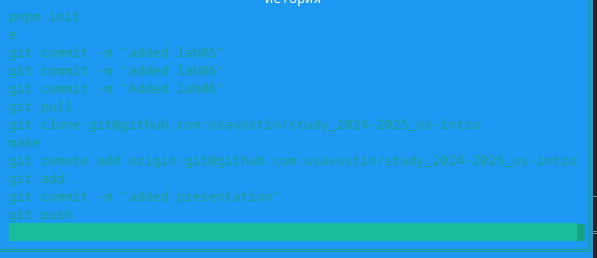 История
pnpm init
e
git commit -m "added lab05"
git commit -m "added lab06"
git commit -m "Added lab06"
git pull
git clone git@github.com:osavostin/study_2024-2025_os-intro
make
git remote add origin git@github.com:osavostin/study_2024-2025_os-intro
git add .
git commit -m "added presentation"
git push